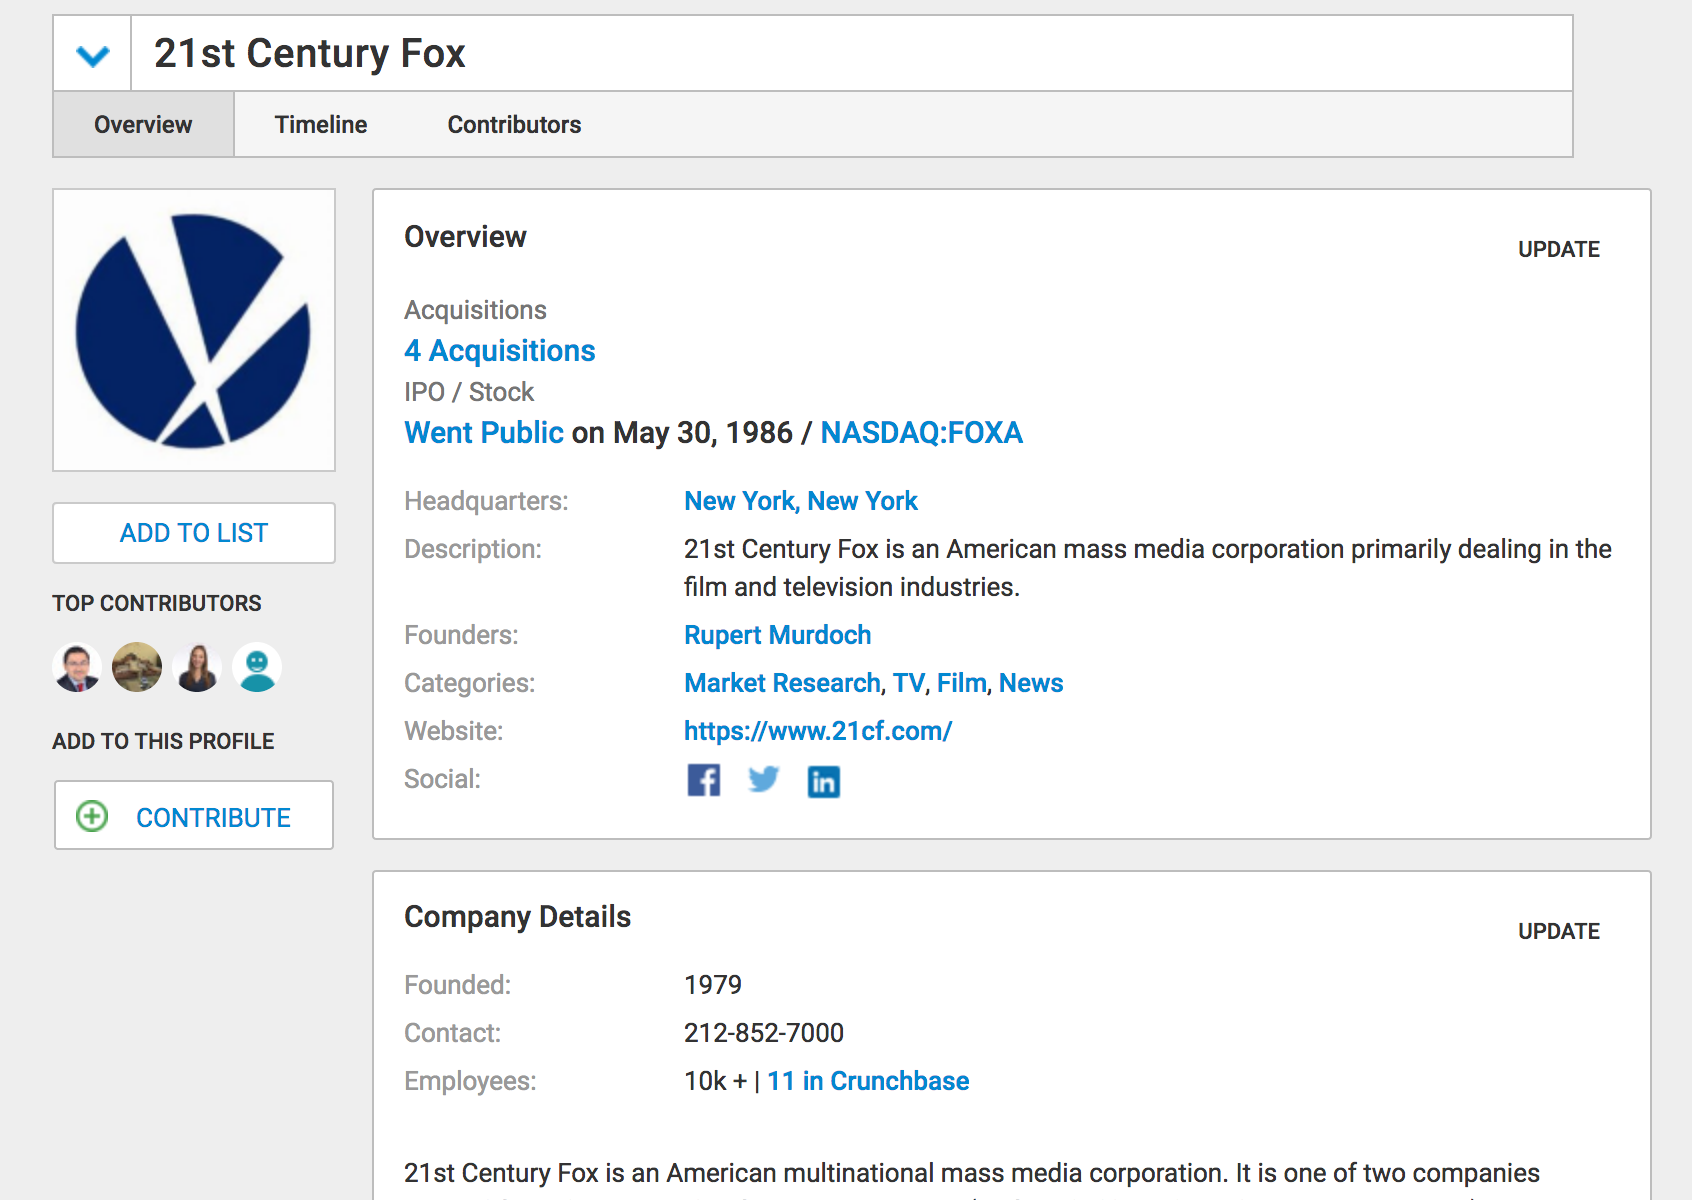 21st Century Fox
Overview Timeline Contributors
Overview
UPDATE
Acquisitions
4 Acquisitions
IPO / Stock
Went Public on May 30, 1986 / NASDAQ:FOXA
Headquarters: New York, New York
Description: 21st Century Fox is an American mass media corporation primarily dealing in the
film and television industries.
Founders: Rupert Murdoch
Categories: Market Research, TV, Film, News
Website: https://www.21cf.com/
Social:
ADD TO LIST
TOP CONTRIBUTORS
ADD TO THIS PROFILE
CONTRIBUTE
Company Details
UPDATE
Founded: 1979
Contact: 212-852-7000
Employees: 10k + | 11 in Crunchbase
21st Century Fox is an American multinational mass media corporation. It is one of two companies